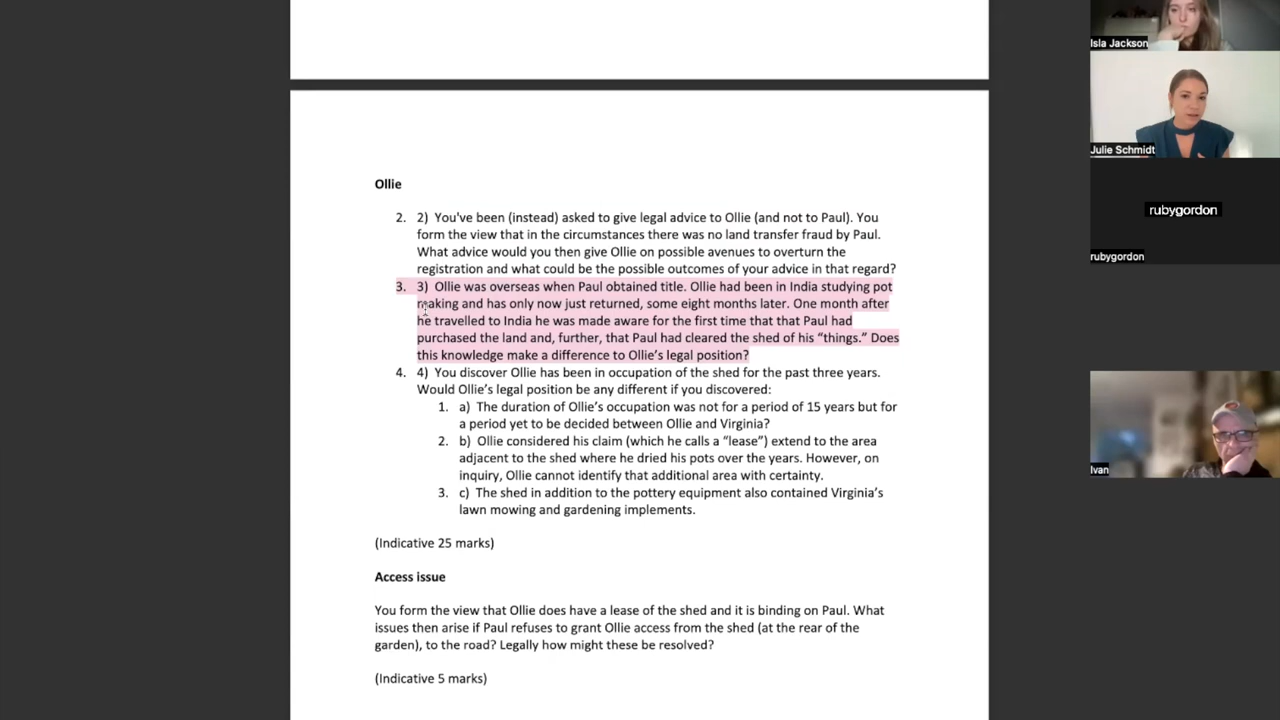 Ollie
2. 2) You've been (instead) asked to give legal advice to Ollie (and not to Paul). You
form the view that in the circumstances there was no land transfer fraud by Paul.
What advice would you then give Ollie on possible avenues to overturn the
registration and what could be the possible outcomes of your advice in that regard?
3. 3) Ollie was overseas when Paul obtained title. Ollie had been in India studying pot
making and has only now just returned, some eight months later. One month after
he travelled to India he was made aware for the first time that that Paul had
purchased the land and, further, that Paul had cleared the shed of his “things.” Does
this knowledge make a difference to Ollie’s legal position?
4. 4) You discover Ollie has been in occupation of the shed for the past three years.
Would Ollie’s legal position be any different if you discovered:
1. a) The duration of Ollie’s occupation was not for a period of 15 years but for
a period yet to be decided between Ollie and Virginia?
2. b) Ollie considered his claim (which he calls a “lease”) extend to the area
adjacent to the shed where he dried his pots over the years. However, on
inquiry, Ollie cannot identify that additional area with certainty.
3. c) The shed in addition to the pottery equipment also contained Virginia’s
lawn mowing and gardening implements.
(Indicative 25 marks)
Access issue
You form the view that Ollie does have a lease of the shed and it is binding on Paul. What
issues then arise if Paul refuses to grant Ollie access from the shed (at the rear of the
garden), to the road? Legally how might these be resolved?
(Indicative 5 marks)
Isla Jackson
Julie Schmidt
rubygordon
rubygordon
Ivan